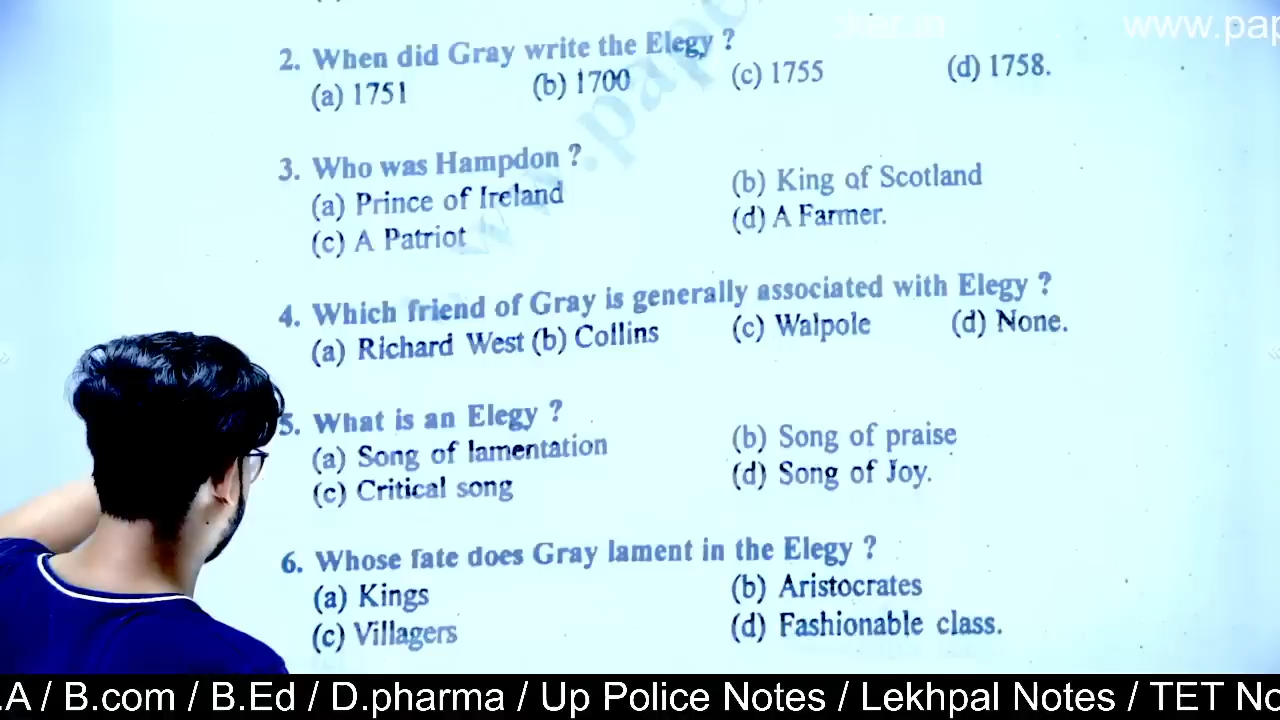 www.pap
2. When did Gray write the Elegy ?
(a) 1751 (b) 1700 (c) 1755 (d) 1758.
3. Who was Hampdon ?
(a) Prince of Ireland (b) King of Scotland
(c) A Patriot (d) A Farmer.
4. Which friend of Gray is generally associated with Elegy ?
(a) Richard West (b) Collins (c) Walpole (d) None.
5. What is an Elegy ?
(a) Song of lamentation (b) Song of praise
(c) Critical song (d) Song of Joy.
6. Whose fate does Gray lament in the Elegy ?
(a) Kings (b) Aristocrates
(c) Villagers (d) Fashionable class.
.A / B.com / B.Ed / D.pharma / Up Police Notes / Lekhpal Notes / TET No